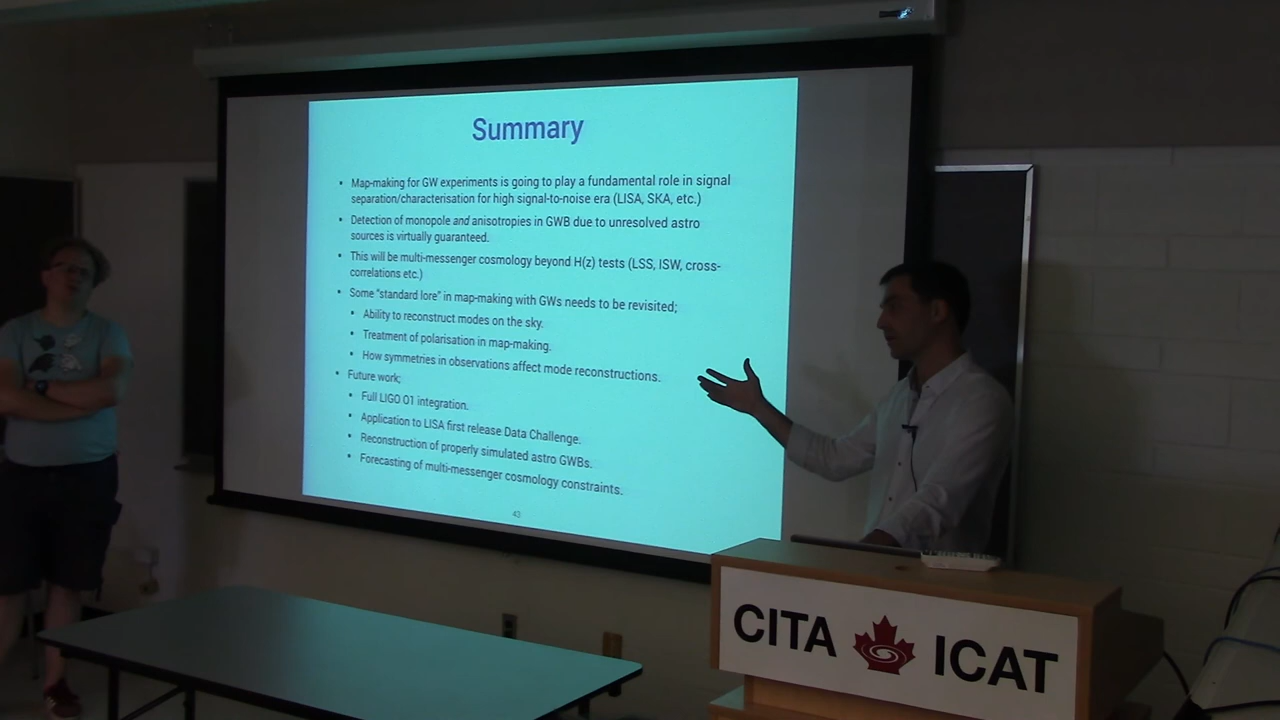 Summary
• Map-making for GW experiments is going to play a fundamental role in signal
separation/characterisation for high signal-to-noise era (LISA, SKA, etc.)
• Detection of monopole and anisotropies in GWB due to unresolved astro
sources is virtually guaranteed.
• This will be multi-messenger cosmology beyond H(z) tests (LSS, ISW, cross-
correlations etc.)
• Some "standard lore" in map-making with GWs needs to be revisited;
• Ability to reconstruct modes on the sky.
• Treatment of polarisation in map-making.
• How symmetries in observations affect mode reconstructions.
• Future work;
• Full LIGO O1 integration.
• Application to LISA first release Data Challenge.
• Reconstruction of properly simulated astro GWBs.
• Forecasting of multi-messenger cosmology constraints.
43
CITA ICAT